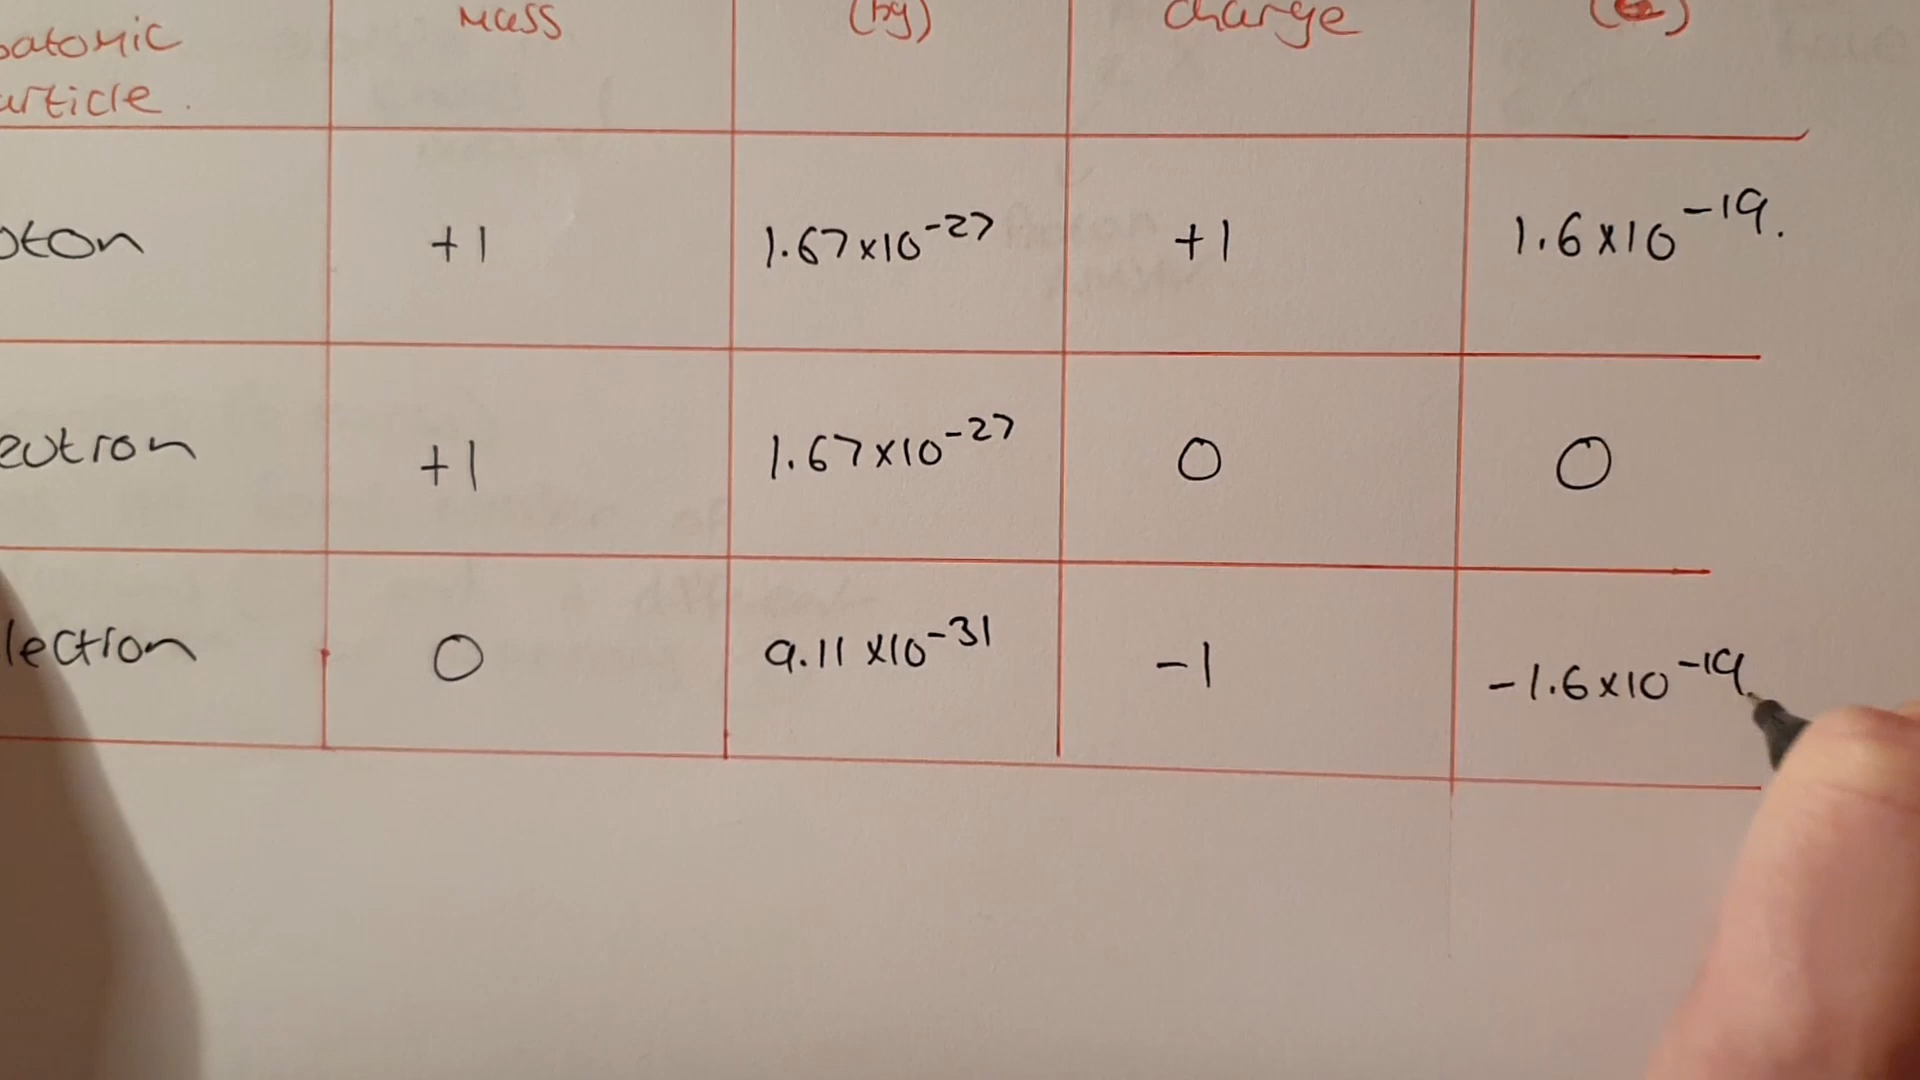 patomic mass (kg) charge
article.
oton +1 1.67x10⁻²⁷ +1 1.6x10⁻¹⁹.
eutron +1 1.67x10⁻²⁷ 0 0
lectron 0 9.11x10⁻³¹ -1 -1.6x10⁻¹⁹.